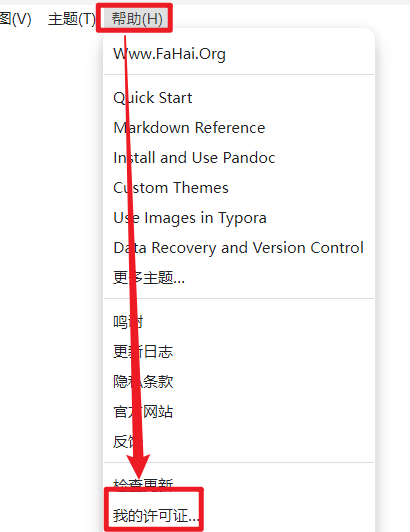 图(V) 主题(T) 帮助(H)
Www.FaHai.Org
Quick Start
Markdown Reference
Install and Use Pandoc
Custom Themes
Use Images in Typora
Data Recovery and Version Control
更多主题...
鸣谢
更新日志
隐私条款
官方网站
反馈
检查更新
我的许可证...